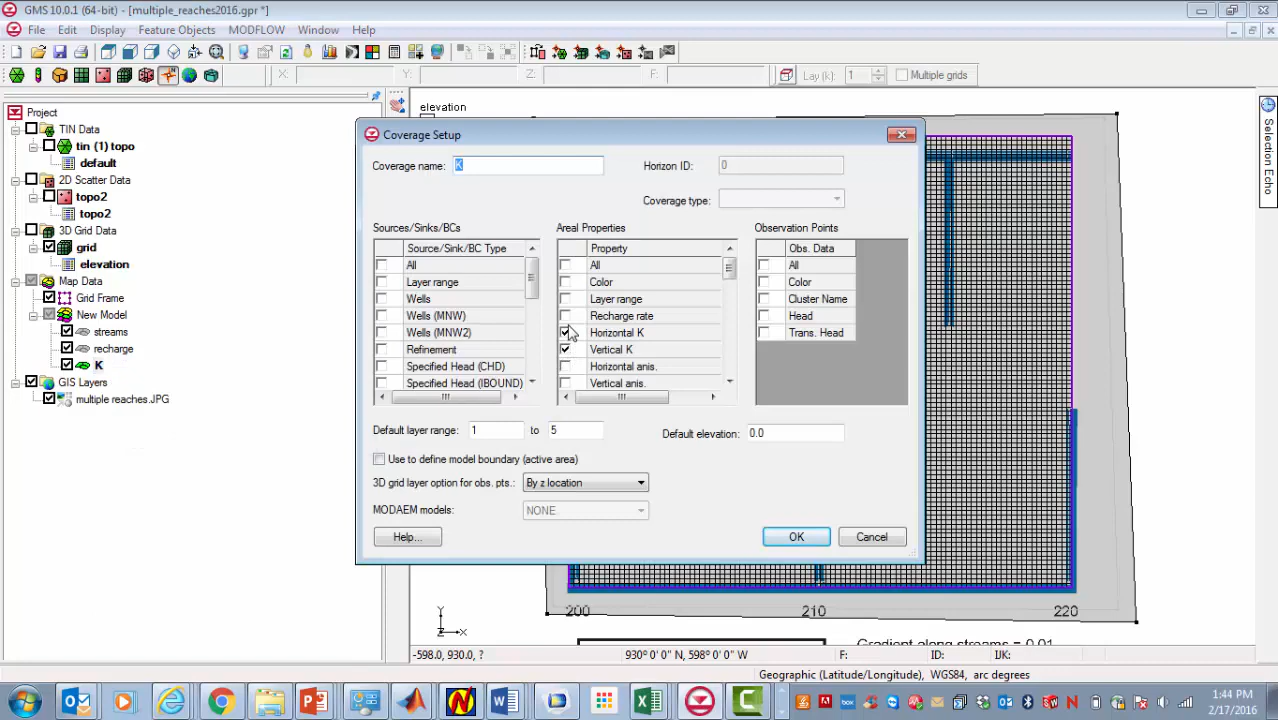 GMS 10.0.1 (64-bit) - [multiple_reaches2016.gpr *]
File Edit Display Feature Objects MODFLOW Window Help
X: Y: Z: F: Lay (k): 1 Multiple grids
Project
TIN Data
tin (1) topo
default
2D Scatter Data
topo2
topo2
3D Grid Data
grid
elevation
Map Data
Grid Frame
New Model
streams
recharge
K
GIS Layers
multiple reaches.JPG
elevation
Selection Echo
Coverage Setup
Coverage name: K Horizon ID: 0
Coverage type:
Sources/Sinks/BCs Areal Properties Observation Points
Source/Sink/BC Type Property Obs. Data
All All All
Layer range Color Color
Wells Layer range Cluster Name
Wells (MNW) Recharge rate Head
Wells (MNW2) Horizontal K Trans. Head
Refinement Vertical K
Specified Head (CHD) Horizontal anis.
Specified Head (IBOUND) Vertical anis.
Default layer range: 1 to 5 Default elevation: 0.0
Use to define model boundary (active area)
3D grid layer option for obs. pts.: By z location
MODAEM models: NONE
Help... OK Cancel
200 210 220
Y
Z X
Gradient along streams = 0.01
-598.0, 930.0, ? 930° 0' 0" N, 598° 0' 0" W F: ID: IJK:
Geographic (Latitude/Longitude), WGS84, arc degrees
1:44 PM
2/17/2016